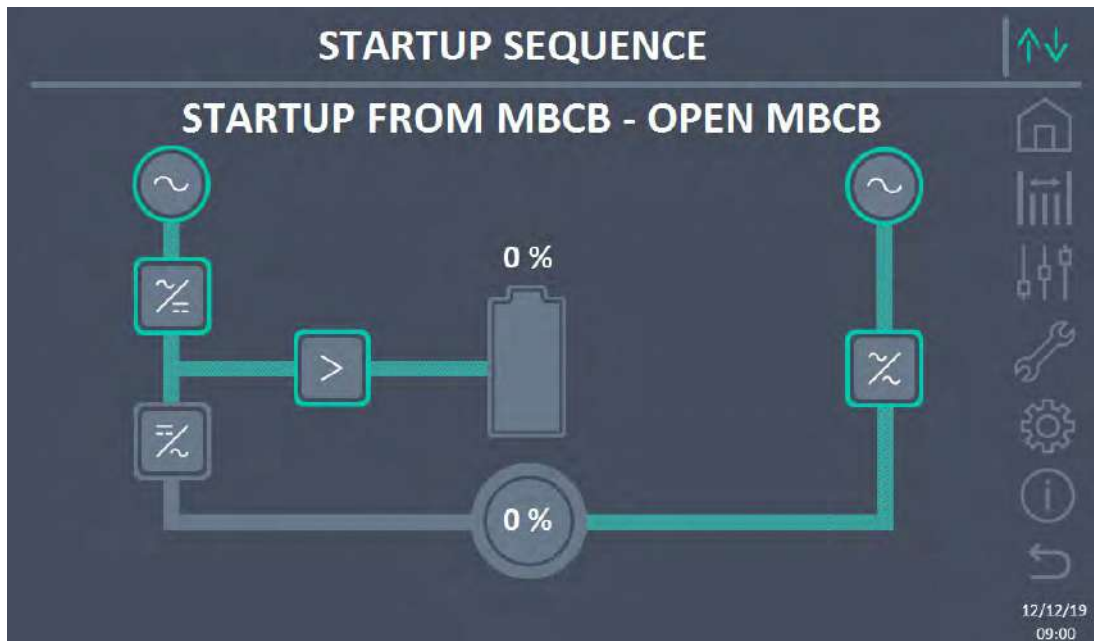 STARTUP SEQUENCE
STARTUP FROM MBCB - OPEN MBCB
0 %
0 %
12/12/19
09:00